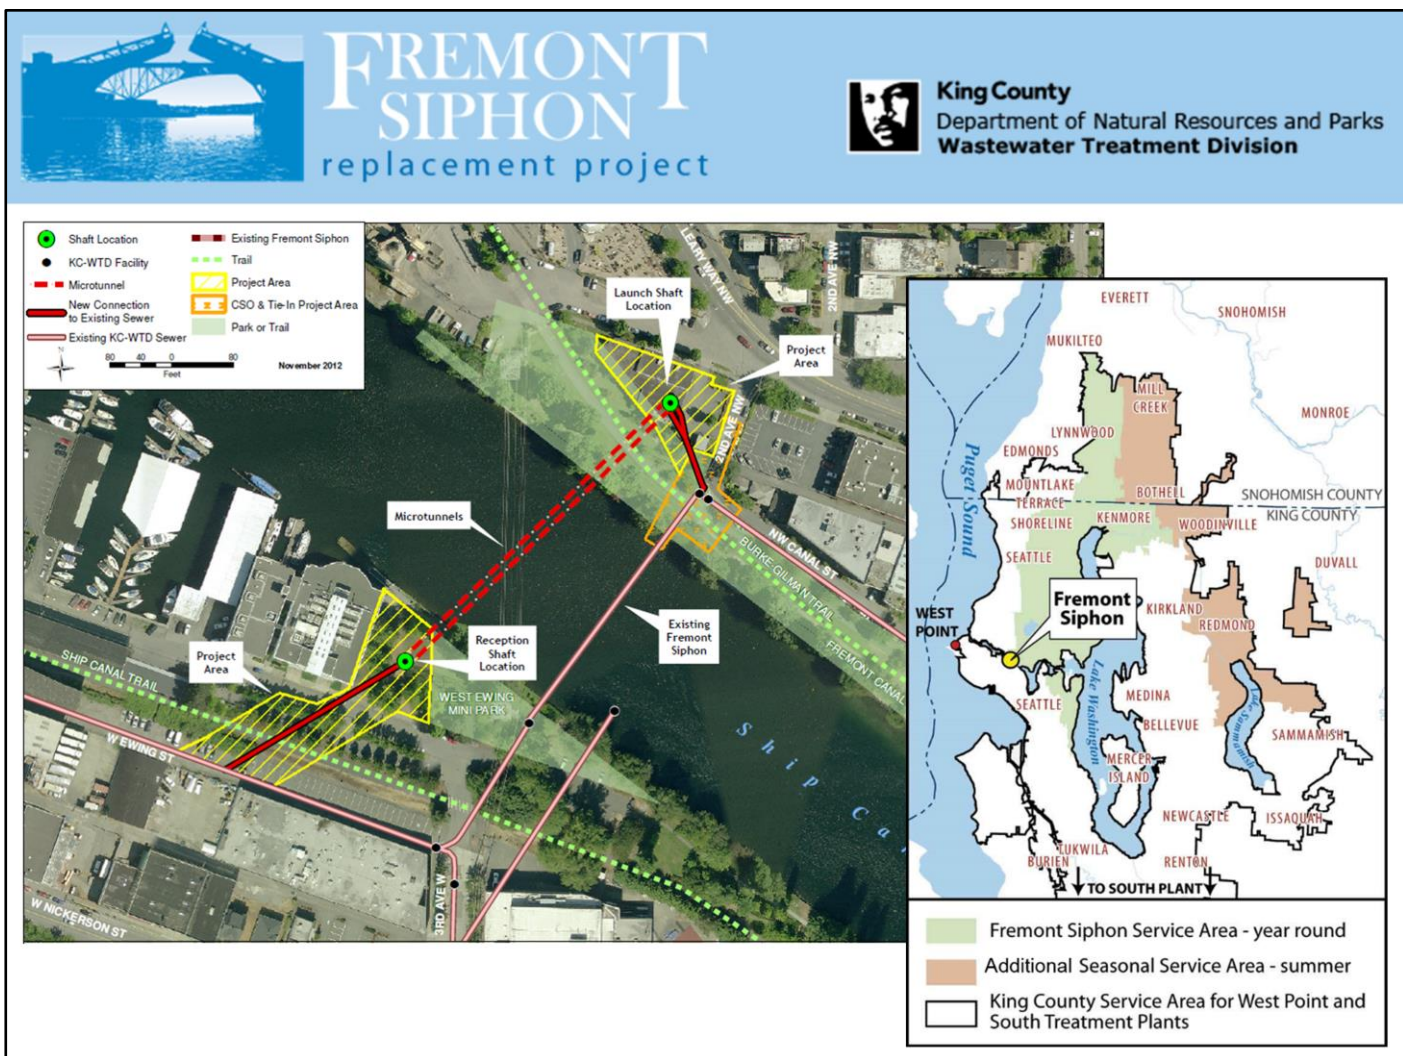 FREMONT
SIPHON
replacement project
King County
Department of Natural Resources and Parks
Wastewater Treatment Division
Shaft Location
KC-WTD Facility
Microtunnel
New Connection
to Existing Sewer
Existing KC-WTD Sewer
Existing Fremont Siphon
Trail
Project Area
CSO & Tie-In Project Area
Park or Trail
N
80 40 0 80
Feet
November 2012
LEARY WAY NW
2ND AVE NW
Launch Shaft
Location
Project
Area
2ND AVE NW
Microtunnels
NW CANAL ST
BURKE-GILMAN TRAIL
FREMONT CANAL
Existing
Fremont
Siphon
Reception
Shaft
Location
Project
Area
SHIP CANAL TRAIL
WEST EWING
MINI PARK
W EWING ST
Ship Ca
3RD AVE W
W NICKERSON ST
EVERETT
SNOHOMISH
MUKILTEO
MILL
CREEK
MONROE
LYNNWOOD
EDMONDS
Puget Sound
MOUNTLAKE
TERRACE
BOTHELL
SNOHOMISH COUNTY
KING COUNTY
SHORELINE
KENMORE
WOODINVILLE
SEATTLE
DUVALL
Fremont
Siphon
WEST
POINT
KIRKLAND
REDMOND
SEATTLE
Lake Washington
MEDINA
BELLEVUE
Lake Sammamish
SAMMAMISH
MERCER
ISLAND
NEWCASTLE
ISSAQUAH
TUKWILA
BURIEN
RENTON
TO SOUTH PLANT
Fremont Siphon Service Area - year round
Additional Seasonal Service Area - summer
King County Service Area for West Point and
South Treatment Plants